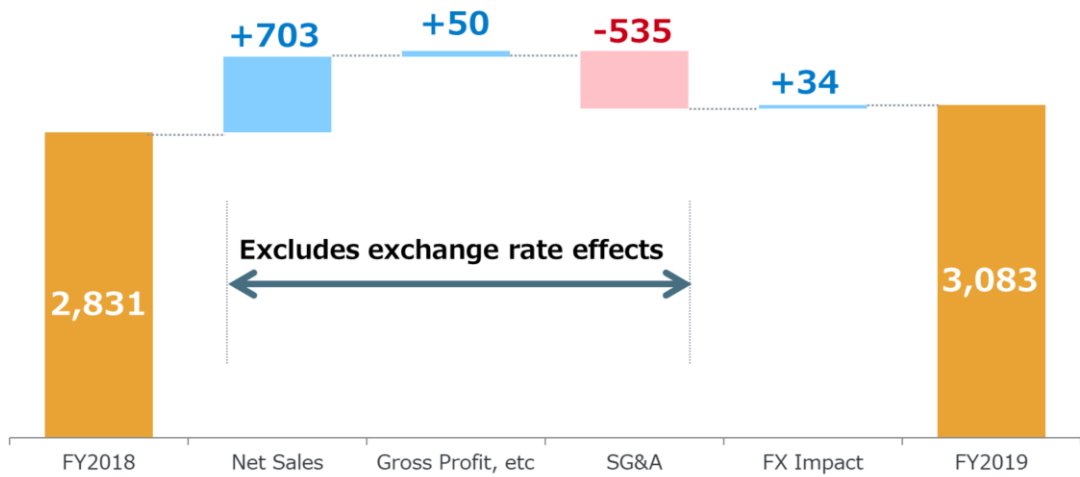 +703
+50
-535
+34
Excludes exchange rate effects
2,831
3,083
FY2018
Net Sales
Gross Profit, etc
SG&A
FX Impact
FY2019